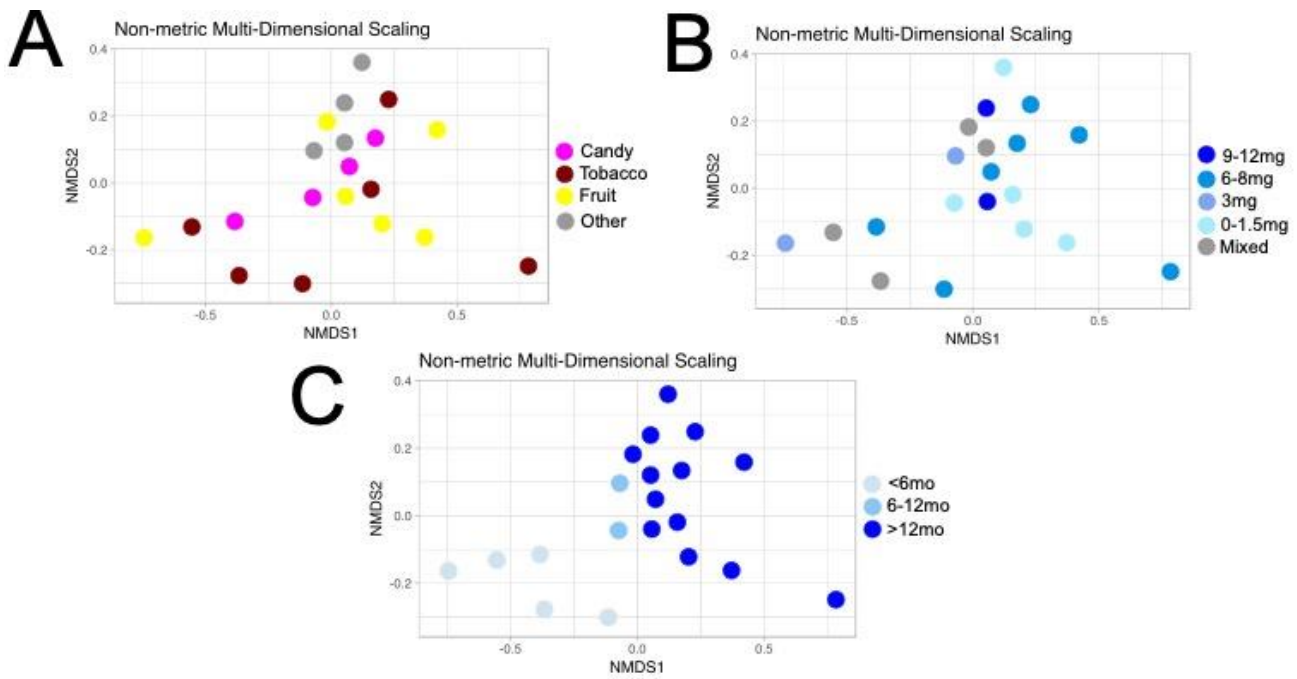 A
Non-metric Multi-Dimensional Scaling
0.4
0.2
0.0
-0.2
NMDS2
-0.5
0.0
0.5
NMDS1
Candy
Tobacco
Fruit
Other
B
Non-metric Multi-Dimensional Scaling
0.4
0.2
0.0
-0.2
NMDS2
-0.5
0.0
0.5
NMDS1
9-12mg
6-8mg
3mg
0-1.5mg
Mixed
C
Non-metric Multi-Dimensional Scaling
0.4
0.2
0.0
-0.2
NMDS2
-0.5
0.0
0.5
NMDS1
<6mo
6-12mo
>12mo